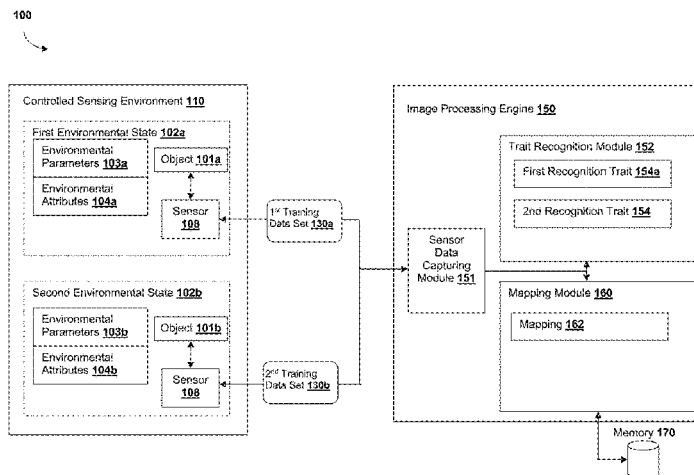 100
Controlled Sensing Environment 110
First Environmental State 102a
Environmental
Parameters 103a
Environmental
Attributes 104a
Object 101a
Sensor
108
1st Training
Data Set 130a
Second Environmental State 102b
Environmental
Parameters 103b
Environmental
Attributes 104b
Object 101b
Sensor
108
2nd Training
Data Set 130b
Image Processing Engine 150
Sensor
Data
Capturing
Module 151
Trait Recognition Module 152
First Recognition Trait 154a
2nd Recognition Trait 154
Mapping Module 160
Mapping 162
Memory 170